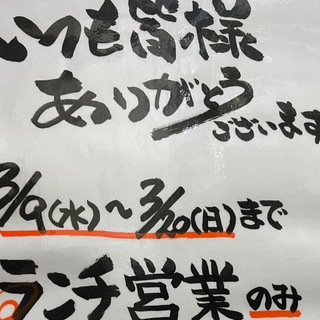 いつも皆様
ありがとう
ございます
3/9(水)～3/20(日)まで
ランチ営業のみ